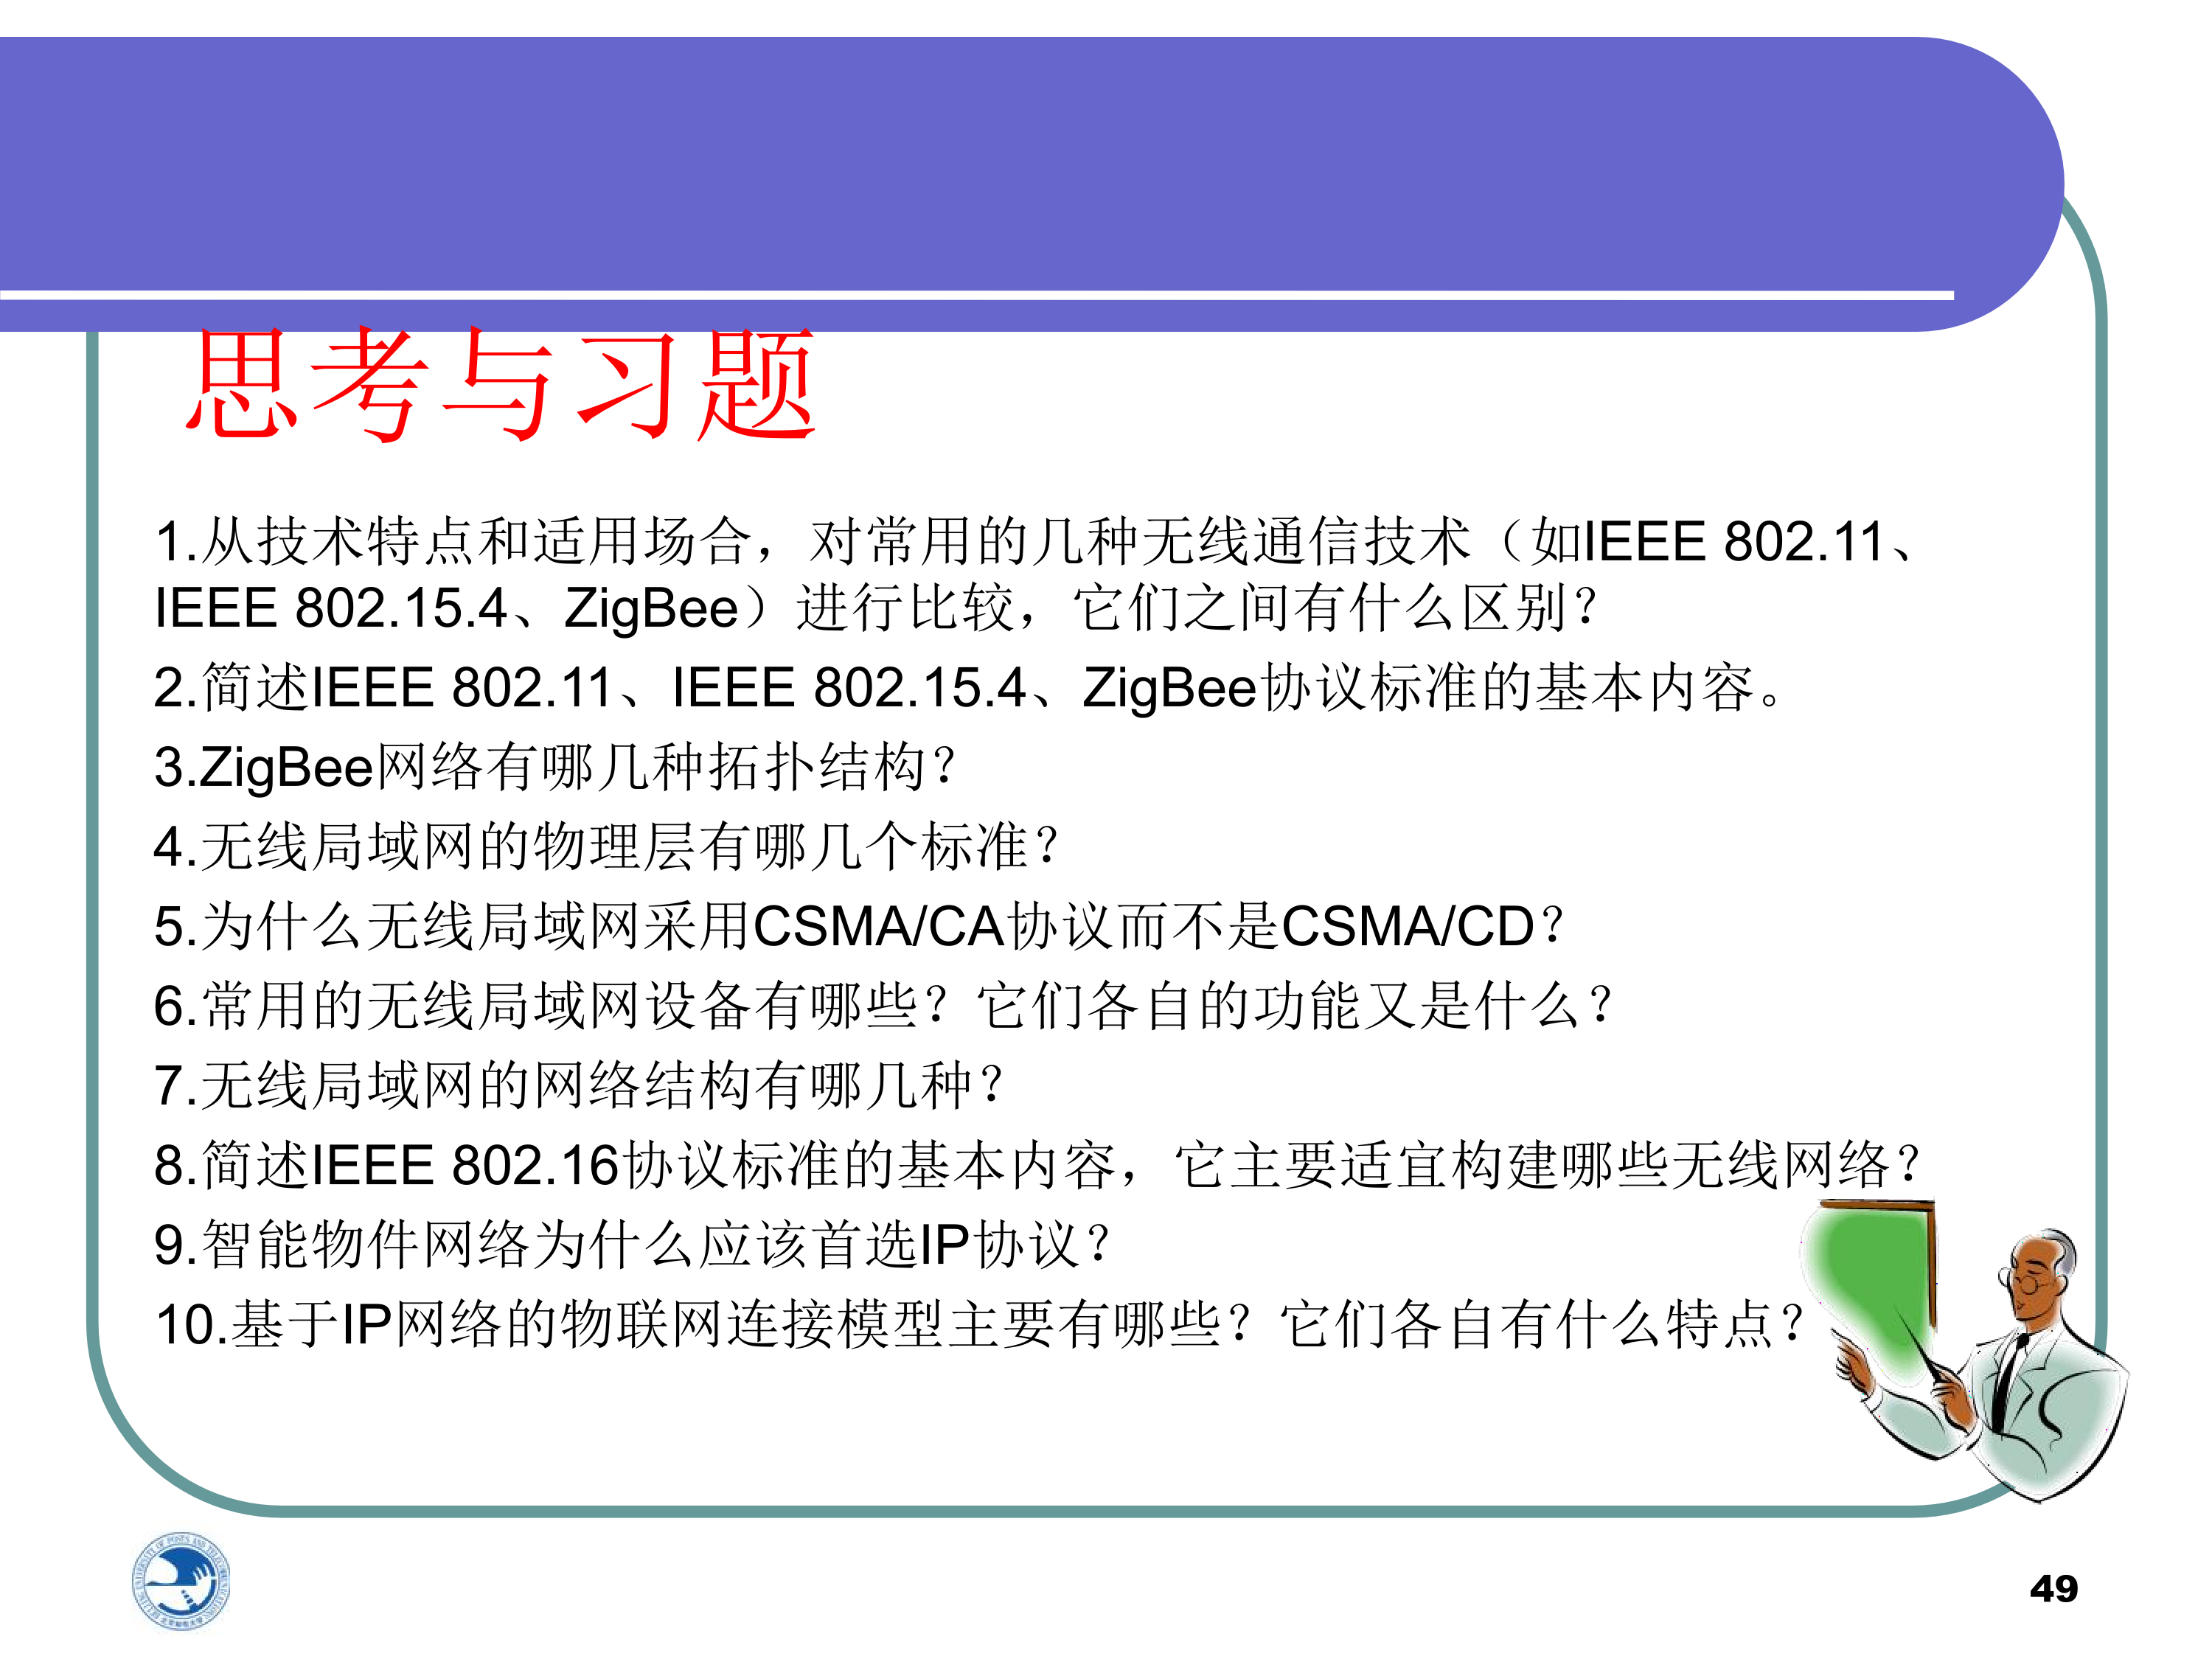 思考与习题
1.从技术特点和适用场合，对常用的几种无线通信技术（如IEEE 802.11、
IEEE 802.15.4、ZigBee）进行比较，它们之间有什么区别？
2.简述IEEE 802.11、IEEE 802.15.4、ZigBee协议标准的基本内容。
3.ZigBee网络有哪几种拓扑结构？
4.无线局域网的物理层有哪几个标准？
5.为什么无线局域网采用CSMA/CA协议而不是CSMA/CD？
6.常用的无线局域网设备有哪些？它们各自的功能又是什么？
7.无线局域网的网络结构有哪几种？
8.简述IEEE 802.16协议标准的基本内容，它主要适宜构建哪些无线网络？
9.智能物件网络为什么应该首选IP协议？
10.基于IP网络的物联网连接模型主要有哪些？它们各自有什么特点？
49